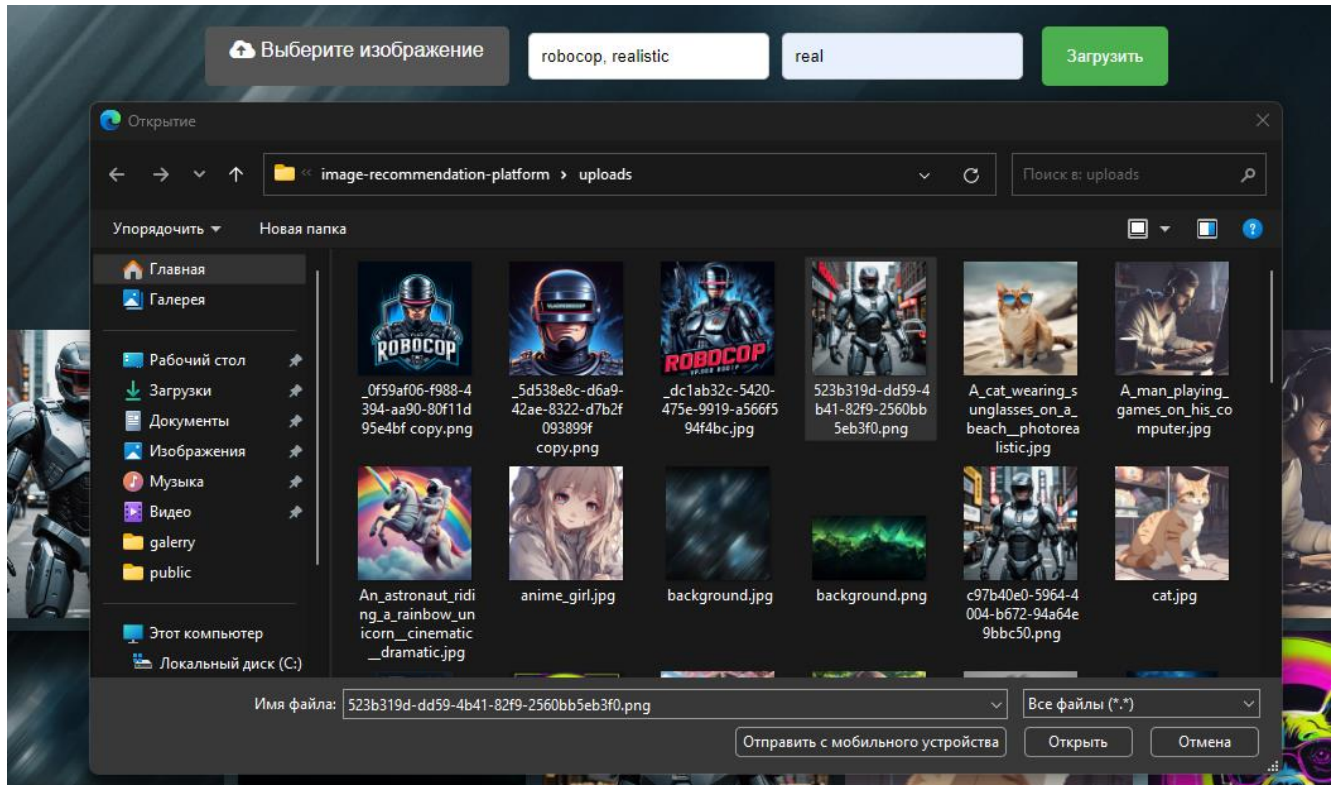 Выберите изображение
robocop, realistic
real
Загрузить
Открытие
image-recommendation-platform > uploads
Поиск в: uploads
Упорядочить
Новая папка
Главная
Галерея
Рабочий стол
Загрузки
Документы
Изображения
Музыка
Видео
galerry
public
Этот компьютер
Локальный диск (C:)
ROBOCOP
_0f59af06-f988-4
394-aa90-80f11d
95e4bf copy.png
_5d538e8c-d6a9-
42ae-8322-d7b2f
093899f
copy.png
ROBOCOP
_dc1ab32c-5420-
475e-9919-a566f5
94f4bc.jpg
523b319d-dd59-4
b41-82f9-2560bb
5eb3f0.png
A_cat_wearing_s
unglasses_on_a_
beach__photorea
listic.jpg
A_man_playing_
games_on_his_co
mputer.jpg
An_astronaut_ridi
ng_a_rainbow_un
icorn__cinematic
__dramatic.jpg
anime_girl.jpg
background.jpg
background.png
c97b40e0-5964-4
004-b672-94a64e
9bbc50.png
cat.jpg
Имя файла:
523b319d-dd59-4b41-82f9-2560bb5eb3f0.png
Все файлы (*.*)
Отправить с мобильного устройства
Открыть
Отмена